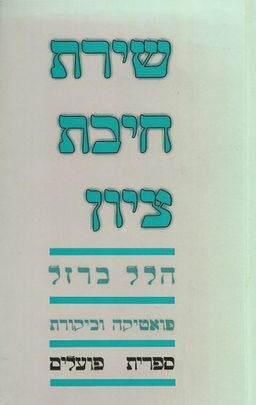 שירת
חיבת
ציון
הלל ברזל
פואטיקה וביקורת
ספרית פועלים